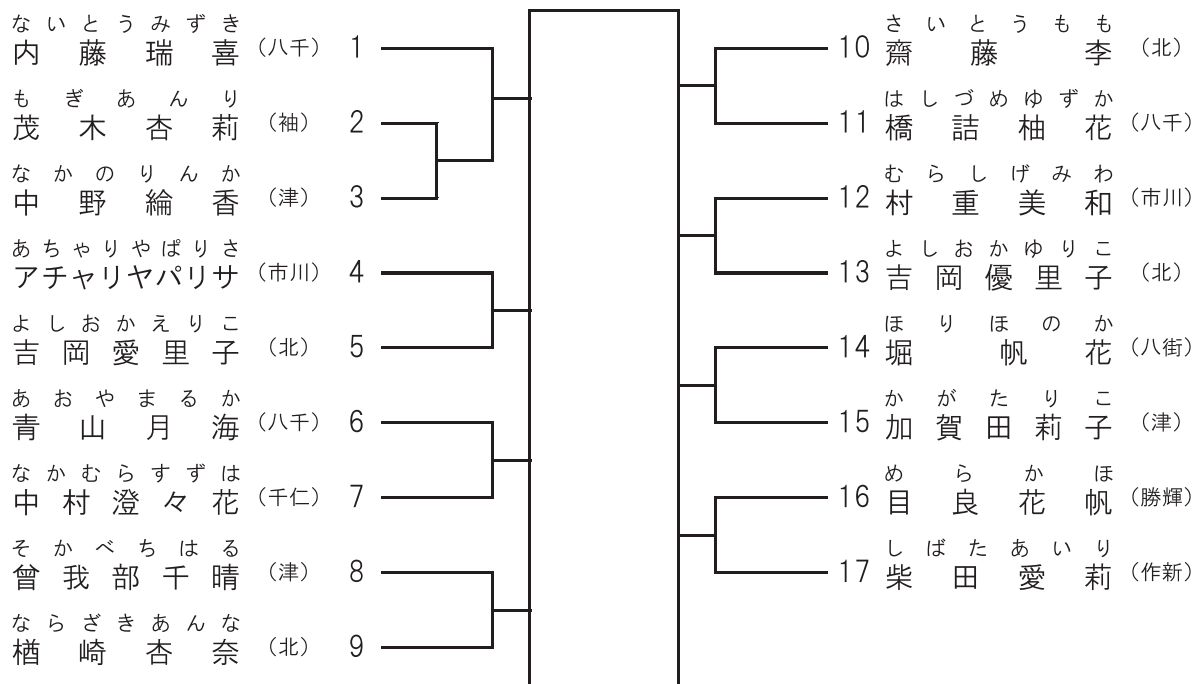 ないとうみずき
内藤瑞喜（八千）1
もぎあんり
茂木杏莉（袖）2
なかのりんか
中野綸香（津）3
あちゃりやぱりさ
アチャリヤパリサ（市川）4
よしおかえりこ
吉岡愛里子（北）5
あおやまるか
青山月海（八千）6
なかむらすずは
中村澄々花（千仁）7
そかべちはる
曾我部千晴（津）8
ならざきあんな
楢崎杏奈（北）9
さいとうもも
10 齋藤李（北）
はしづめゆずか
11 橋詰柚花（八千）
むらしげみわ
12 村重美和（市川）
よしおかゆりこ
13 吉岡優里子（北）
ほりほのか
14 堀帆花（八街）
かがたりこ
15 加賀田莉子（津）
めらかほ
16 目良花帆（勝輝）
しばたあいり
17 柴田愛莉（作新）